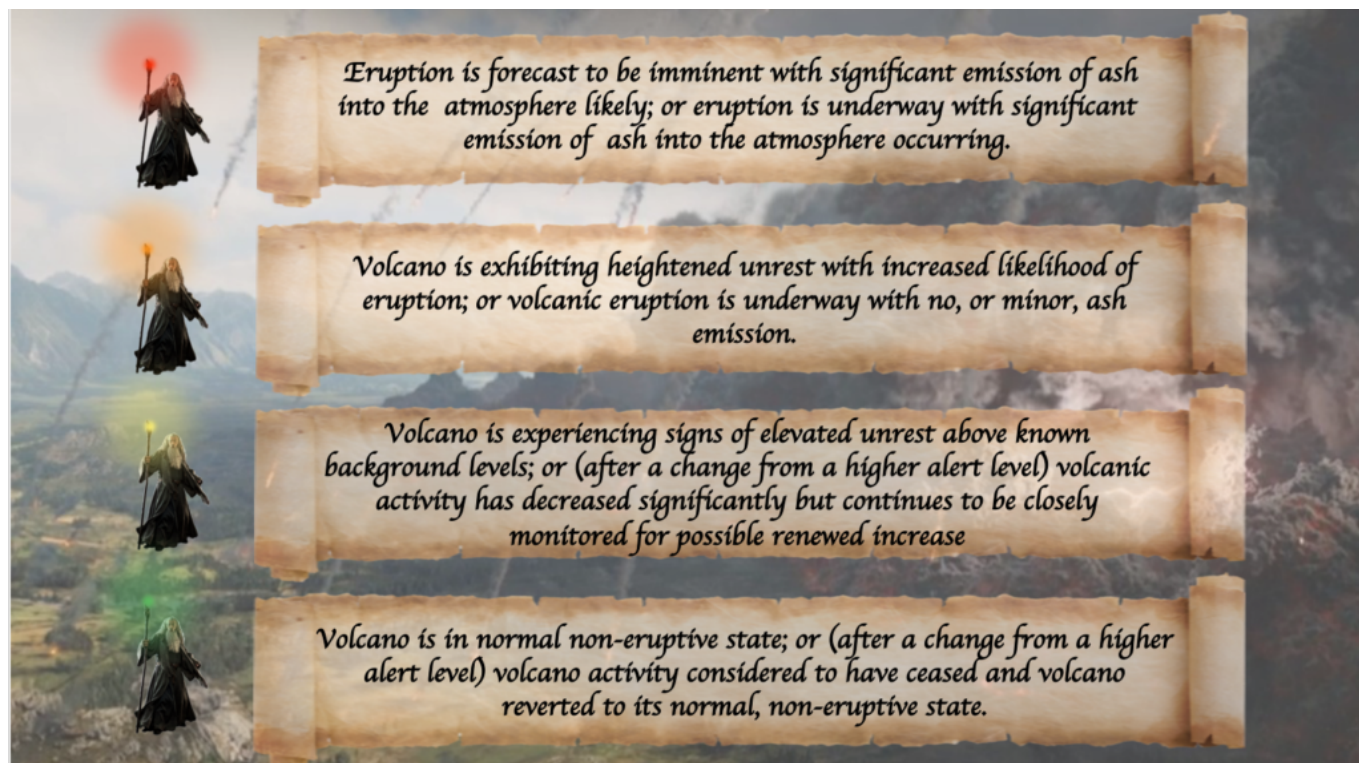 Eruption is forecast to be imminent with significant emission of ash
into the atmosphere likely; or eruption is underway with significant
emission of ash into the atmosphere occurring.
Volcano is exhibiting heightened unrest with increased likelihood of
eruption; or volcanic eruption is underway with no, or minor, ash
emission.
Volcano is experiencing signs of elevated unrest above known
background levels; or (after a change from a higher alert level) volcanic
activity has decreased significantly but continues to be closely
monitored for possible renewed increase
Volcano is in normal non-eruptive state; or (after a change from a higher
alert level) volcano activity considered to have ceased and volcano
reverted to its normal, non-eruptive state.